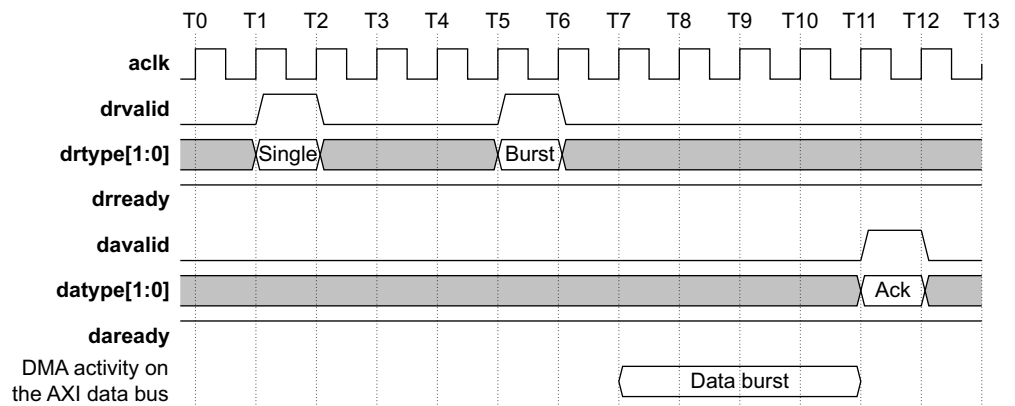 T0 T1 T2 T3 T4 T5 T6 T7 T8 T9 T10 T11 T12 T13
aclk
drvalid
drtype[1:0] Single Burst
drready
davalid
datype[1:0] Ack
daready
DMA activity on
the AXI data bus Data burst